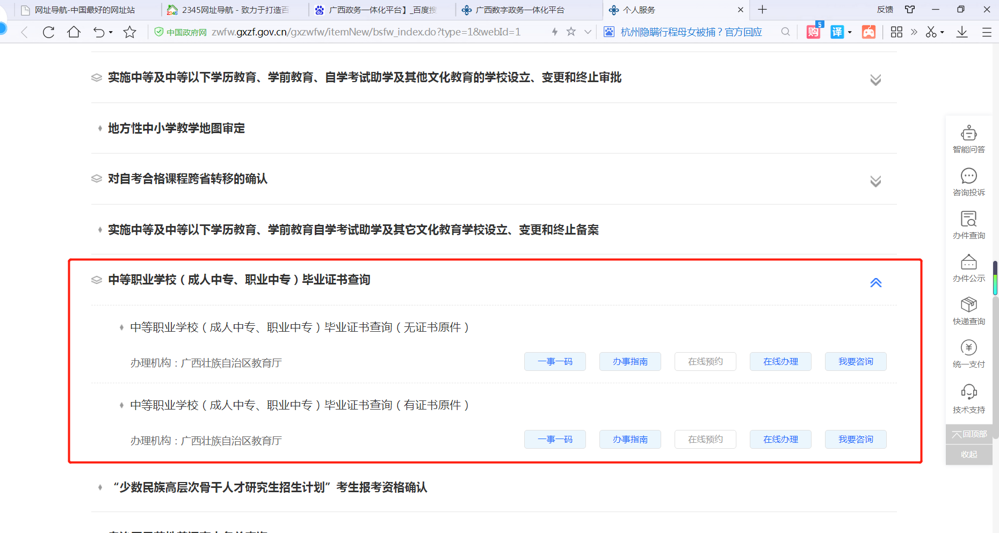 网址导航-中国最好的网址站
2345网址导航 - 致力于打造百
广西政务一体化平台】_百度搜
广西数字政务一体化平台
个人服务
反馈
中国政府网 zwfw.gxzf.gov.cn/gxzwfw/itemNew/bsfw_index.do?type=1&webId=1
杭州隐瞒行程母女被捕？官方回应
购 5
译
实施中等及中等以下学历教育、学前教育、自学考试助学及其他文化教育的学校设立、变更和终止审批
地方性中小学教学地图审定
对自考合格课程跨省转移的确认
实施中等及中等以下学历教育、学前教育自学考试助学及其它文化教育学校设立、变更和终止备案
中等职业学校（成人中专、职业中专）毕业证书查询
中等职业学校（成人中专、职业中专）毕业证书查询（无证书原件）
办理机构：广西壮族自治区教育厅 一事一码 办事指南 在线预约 在线办理 我要咨询
中等职业学校（成人中专、职业中专）毕业证书查询（有证书原件）
办理机构：广西壮族自治区教育厅 一事一码 办事指南 在线预约 在线办理 我要咨询
“少数民族高层次骨干人才研究生招生计划”考生报考资格确认
智能问答
咨询投诉
办件查询
办件公示
快递查询
统一支付
技术支持
回顶部
收起